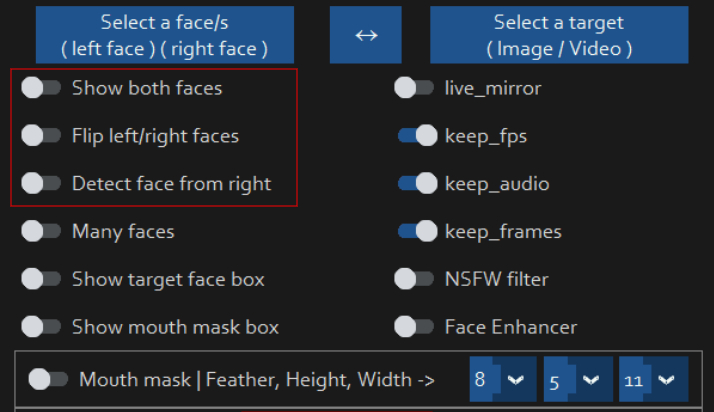 Select a face/s
( left face ) ( right face )
↔
Select a target
( Image / Video )
Show both faces
live_mirror
Flip left/right faces
keep_fps
Detect face from right
keep_audio
Many faces
keep_frames
Show target face box
NSFW filter
Show mouth mask box
Face Enhancer
Mouth mask | Feather, Height, Width -> 8 5 11